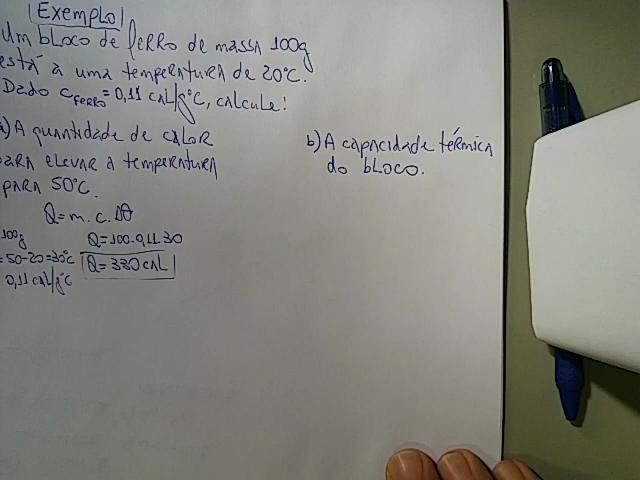 Exemplo
Um bloco de ferro de massa 100g
está a uma temperatura de 20°C.
Dado c_ferro = 0,11 cal/g°C, calcule:
a) A quantidade de calor
para elevar a temperatura
para 50°C.
Q = m.c.Δθ
100g
Q = 100.0,11.30
= 50-20 = 30°C
Q = 330 cal
0,11 cal/g°C
b) A capacidade térmica
do bloco.